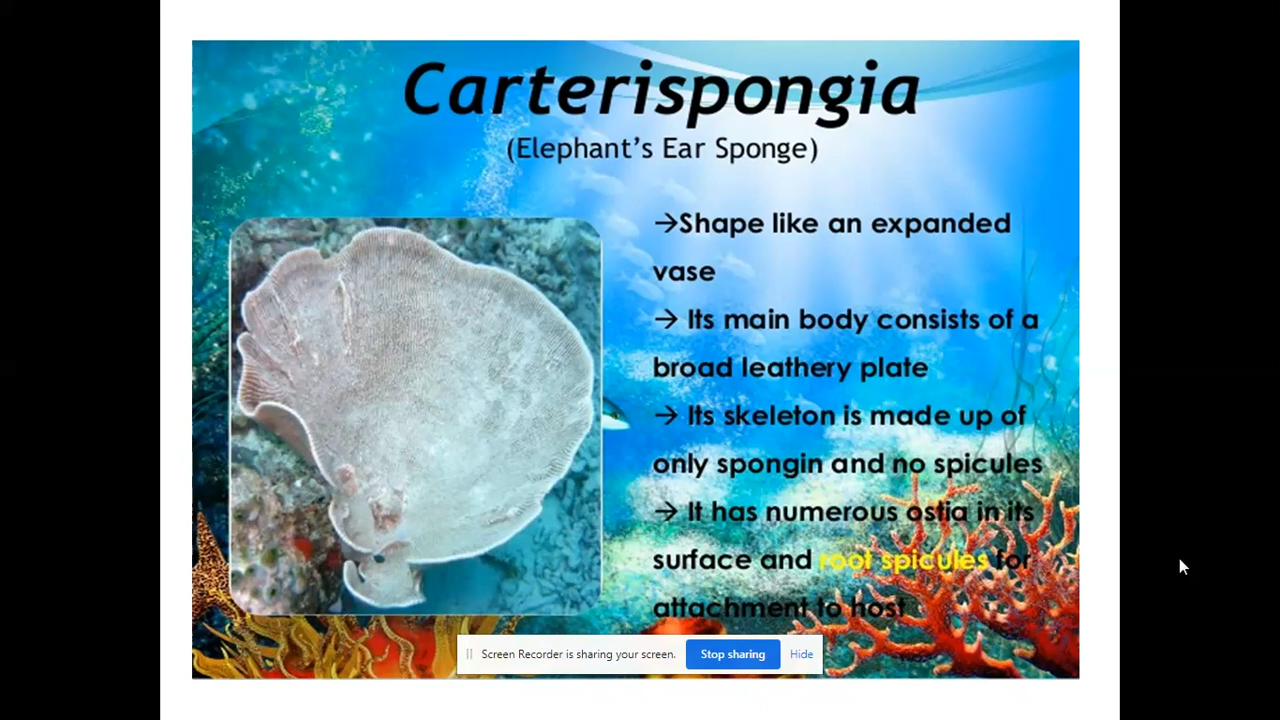 Carterispongia
(Elephant's Ear Sponge)
→Shape like an expanded
vase
→ Its main body consists of a
broad leathery plate
→ Its skeleton is made up of
only spongin and no spicules
→ It has numerous ostia in its
surface and root spicules for
attachment to host
Screen Recorder is sharing your screen. Stop sharing Hide